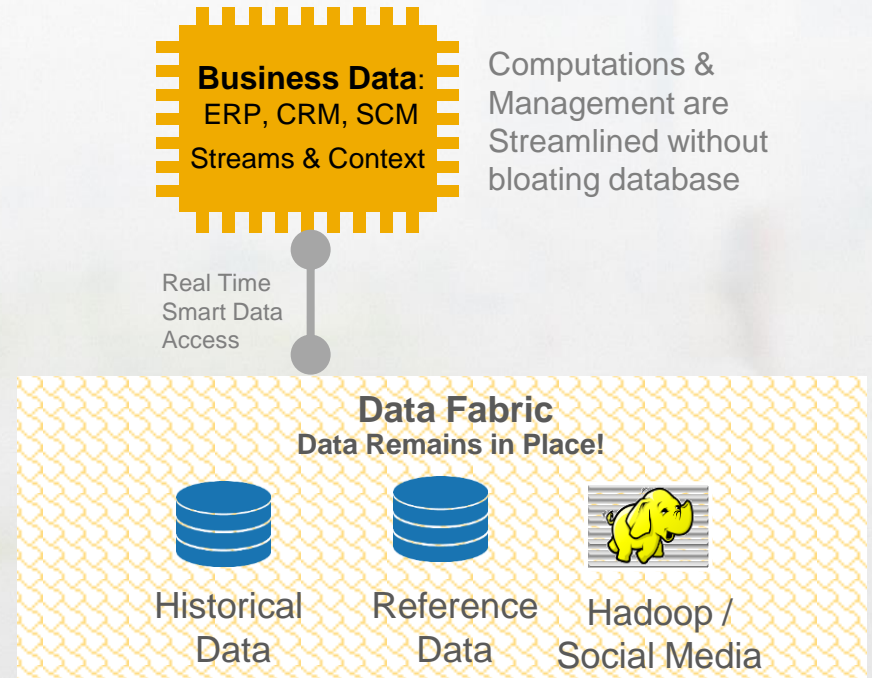 Business Data:
ERP, CRM, SCM
Streams & Context
Computations &
Management are
Streamlined without
bloating database
Real Time
Smart Data
Access
Data Fabric
Data Remains in Place!
Historical
Data
Reference
Data
Hadoop /
Social Media